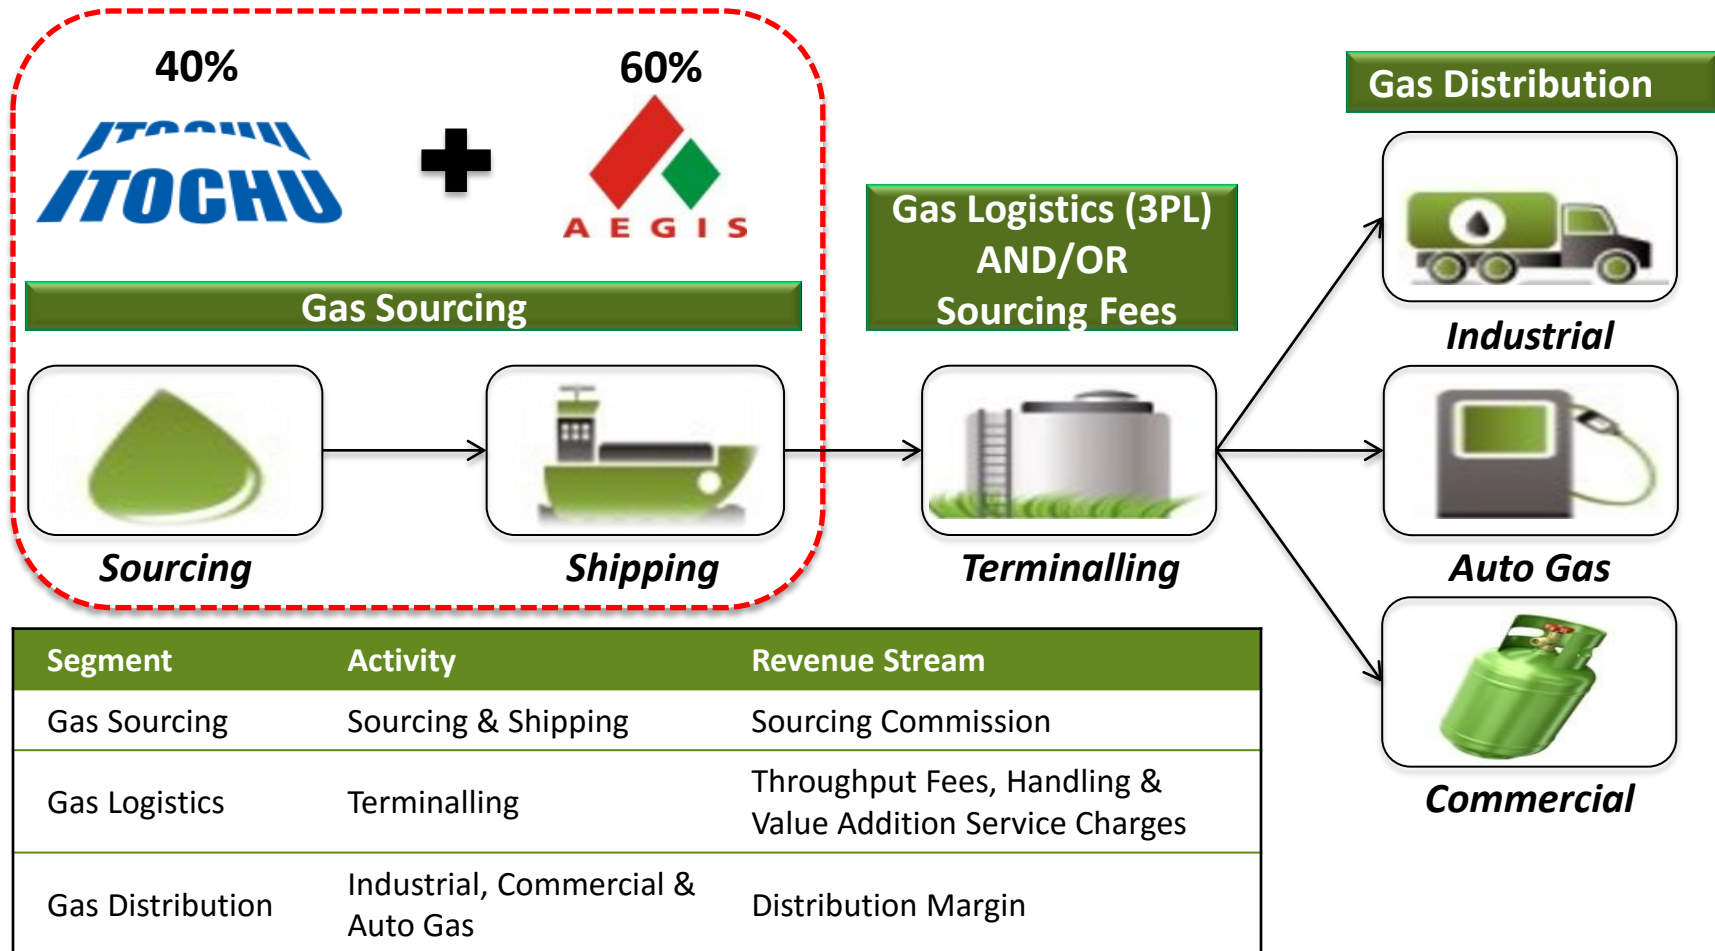 40%
60%
ITOCHU
ITOCHU
AEGIS
Gas Sourcing
Sourcing
Shipping
Gas Logistics (3PL)
AND/OR
Sourcing Fees
Terminalling
Gas Distribution
Industrial
Auto Gas
Commercial
Segment Activity Revenue Stream
Gas Sourcing Sourcing & Shipping Sourcing Commission
Gas Logistics Terminalling Throughput Fees, Handling &
Value Addition Service Charges
Gas Distribution Industrial, Commercial &
Auto Gas Distribution Margin